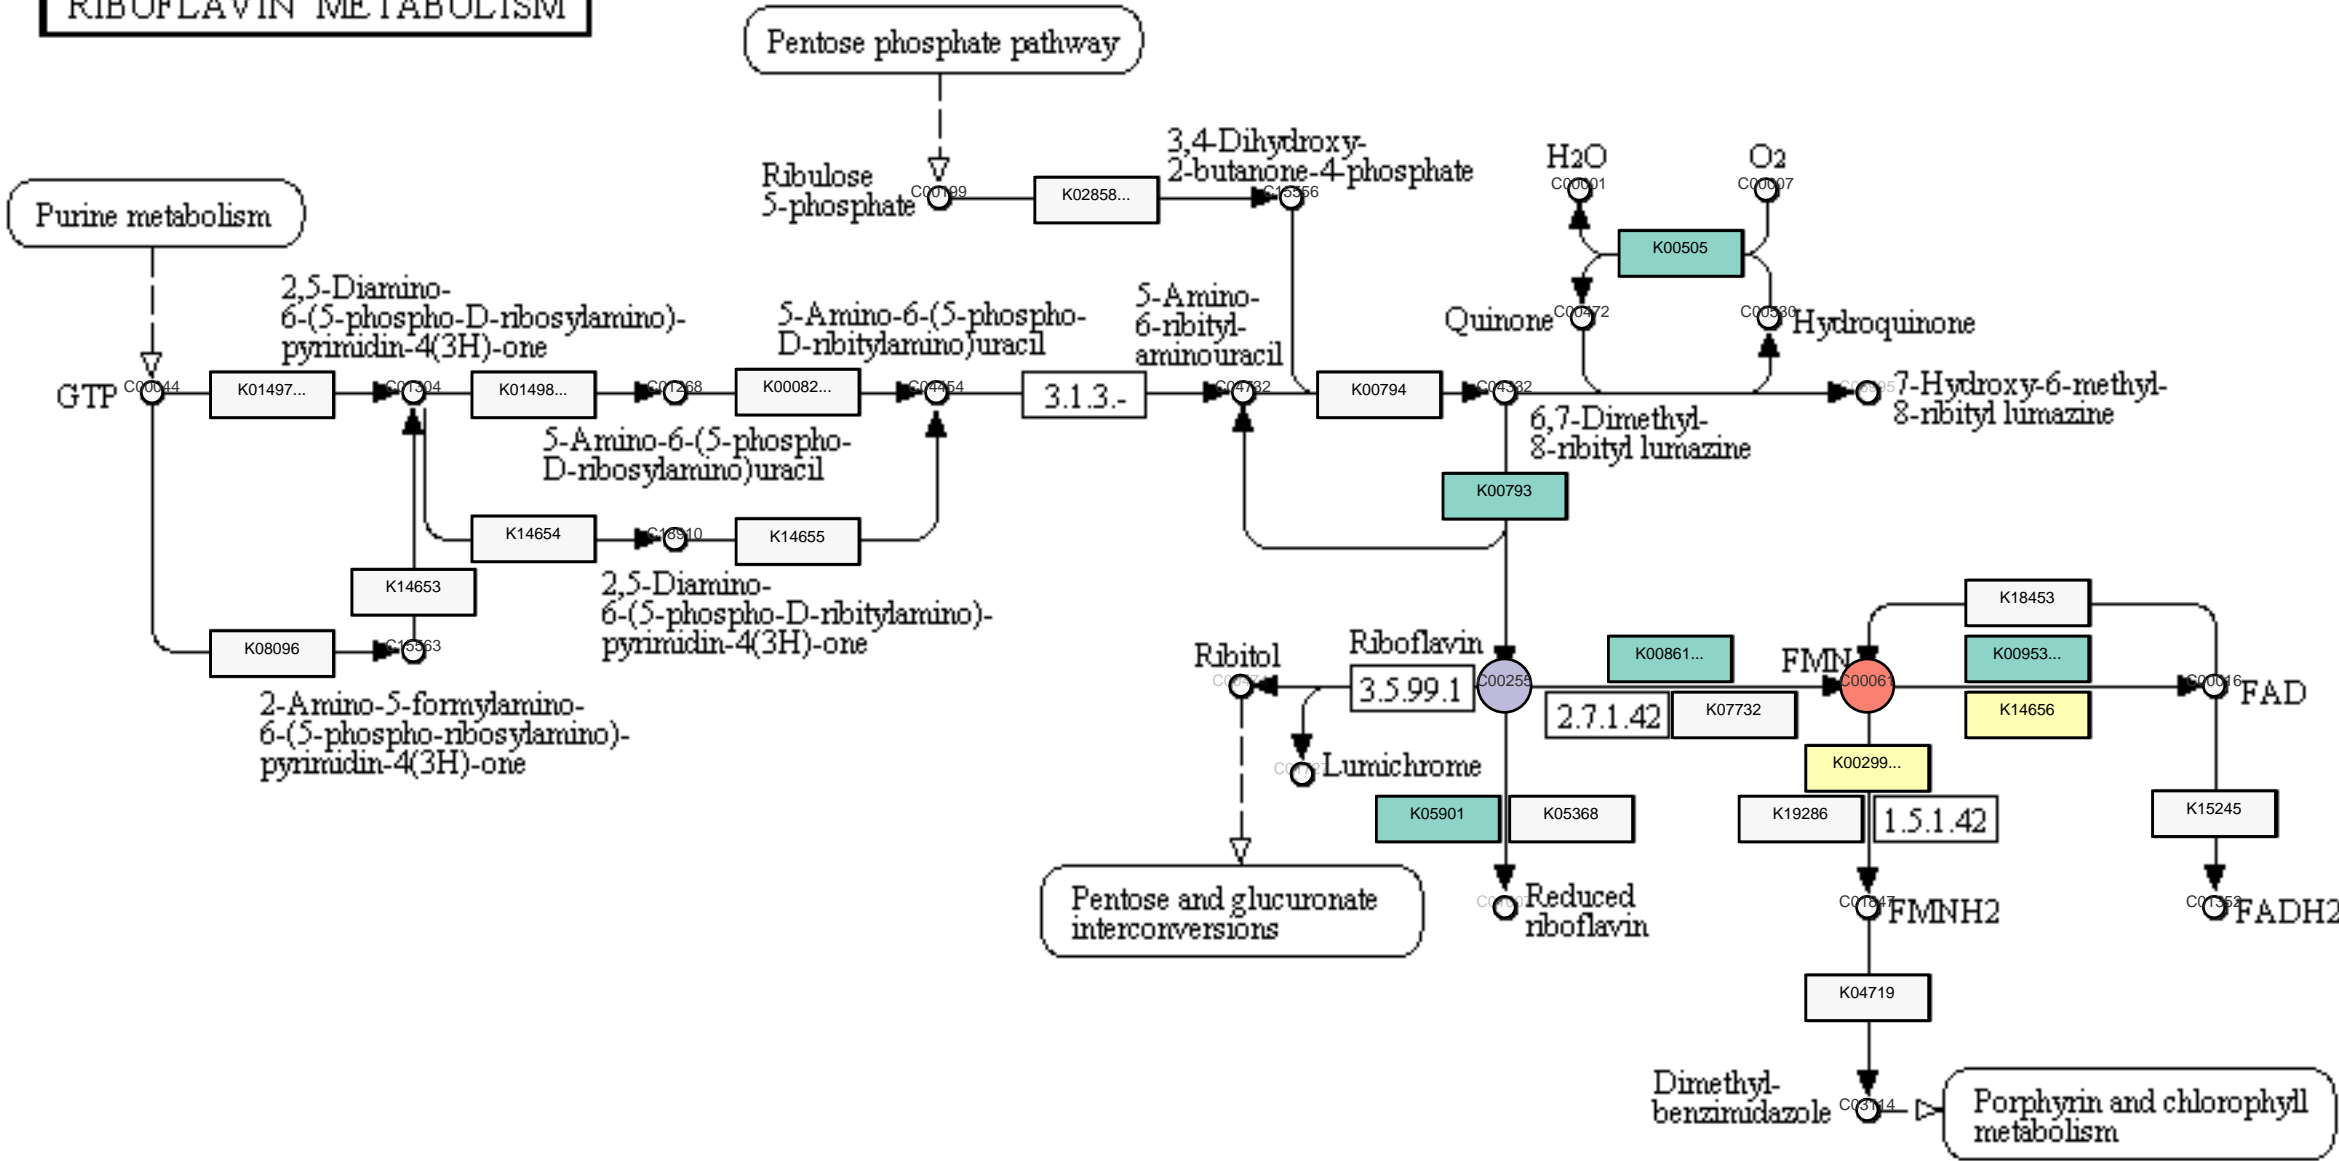 RIBOFLAVIN METABOLISM
Pentose phosphate pathway
Purine metabolism
Ribulose
5-phosphate
C00199
K02858...
3,4-Dihydroxy-
2-butanone-4-phosphate
C15556
H2O
C00001
O2
C00007
K00505
Quinone
C00472
C00530
Hydroquinone
2,5-Diamino-
6-(5-phospho-D-ribosylamino)-
pyrimidin-4(3H)-one
5-Amino-6-(5-phospho-
D-ribitylamino)uracil
5-Amino-
6-ribityl-
aminouracil
GTP
C00044
K01497...
C01304
K01498...
C01268
K00082...
C04454
3.1.3.-
C04732
K00794
C04332
7-Hydroxy-6-methyl-
8-ribityl lumazine
5-Amino-6-(5-phospho-
D-ribosylamino)uracil
6,7-Dimethyl-
8-ribityl lumazine
K00793
K14654
C18910
K14655
2,5-Diamino-
6-(5-phospho-D-ribitylamino)-
pyrimidin-4(3H)-one
K14653
K08096
C15563
2-Amino-5-formylamino-
6-(5-phospho-ribosylamino)-
pyrimidin-4(3H)-one
K18453
Ribitol
Riboflavin
K00861...
FMN
K00953...
3.5.99.1
C00255
C00061
C00016
FAD
2.7.1.42
K07732
K14656
Lumichrome
K00299...
K05901
K05368
K19286
1.5.1.42
K15245
Pentose and glucuronate
interconversions
Reduced
riboflavin
C01847
FMNH2
C01352
FADH2
K04719
Dimethyl-
benzimidazole
C03114
Porphyrin and chlorophyll
metabolism